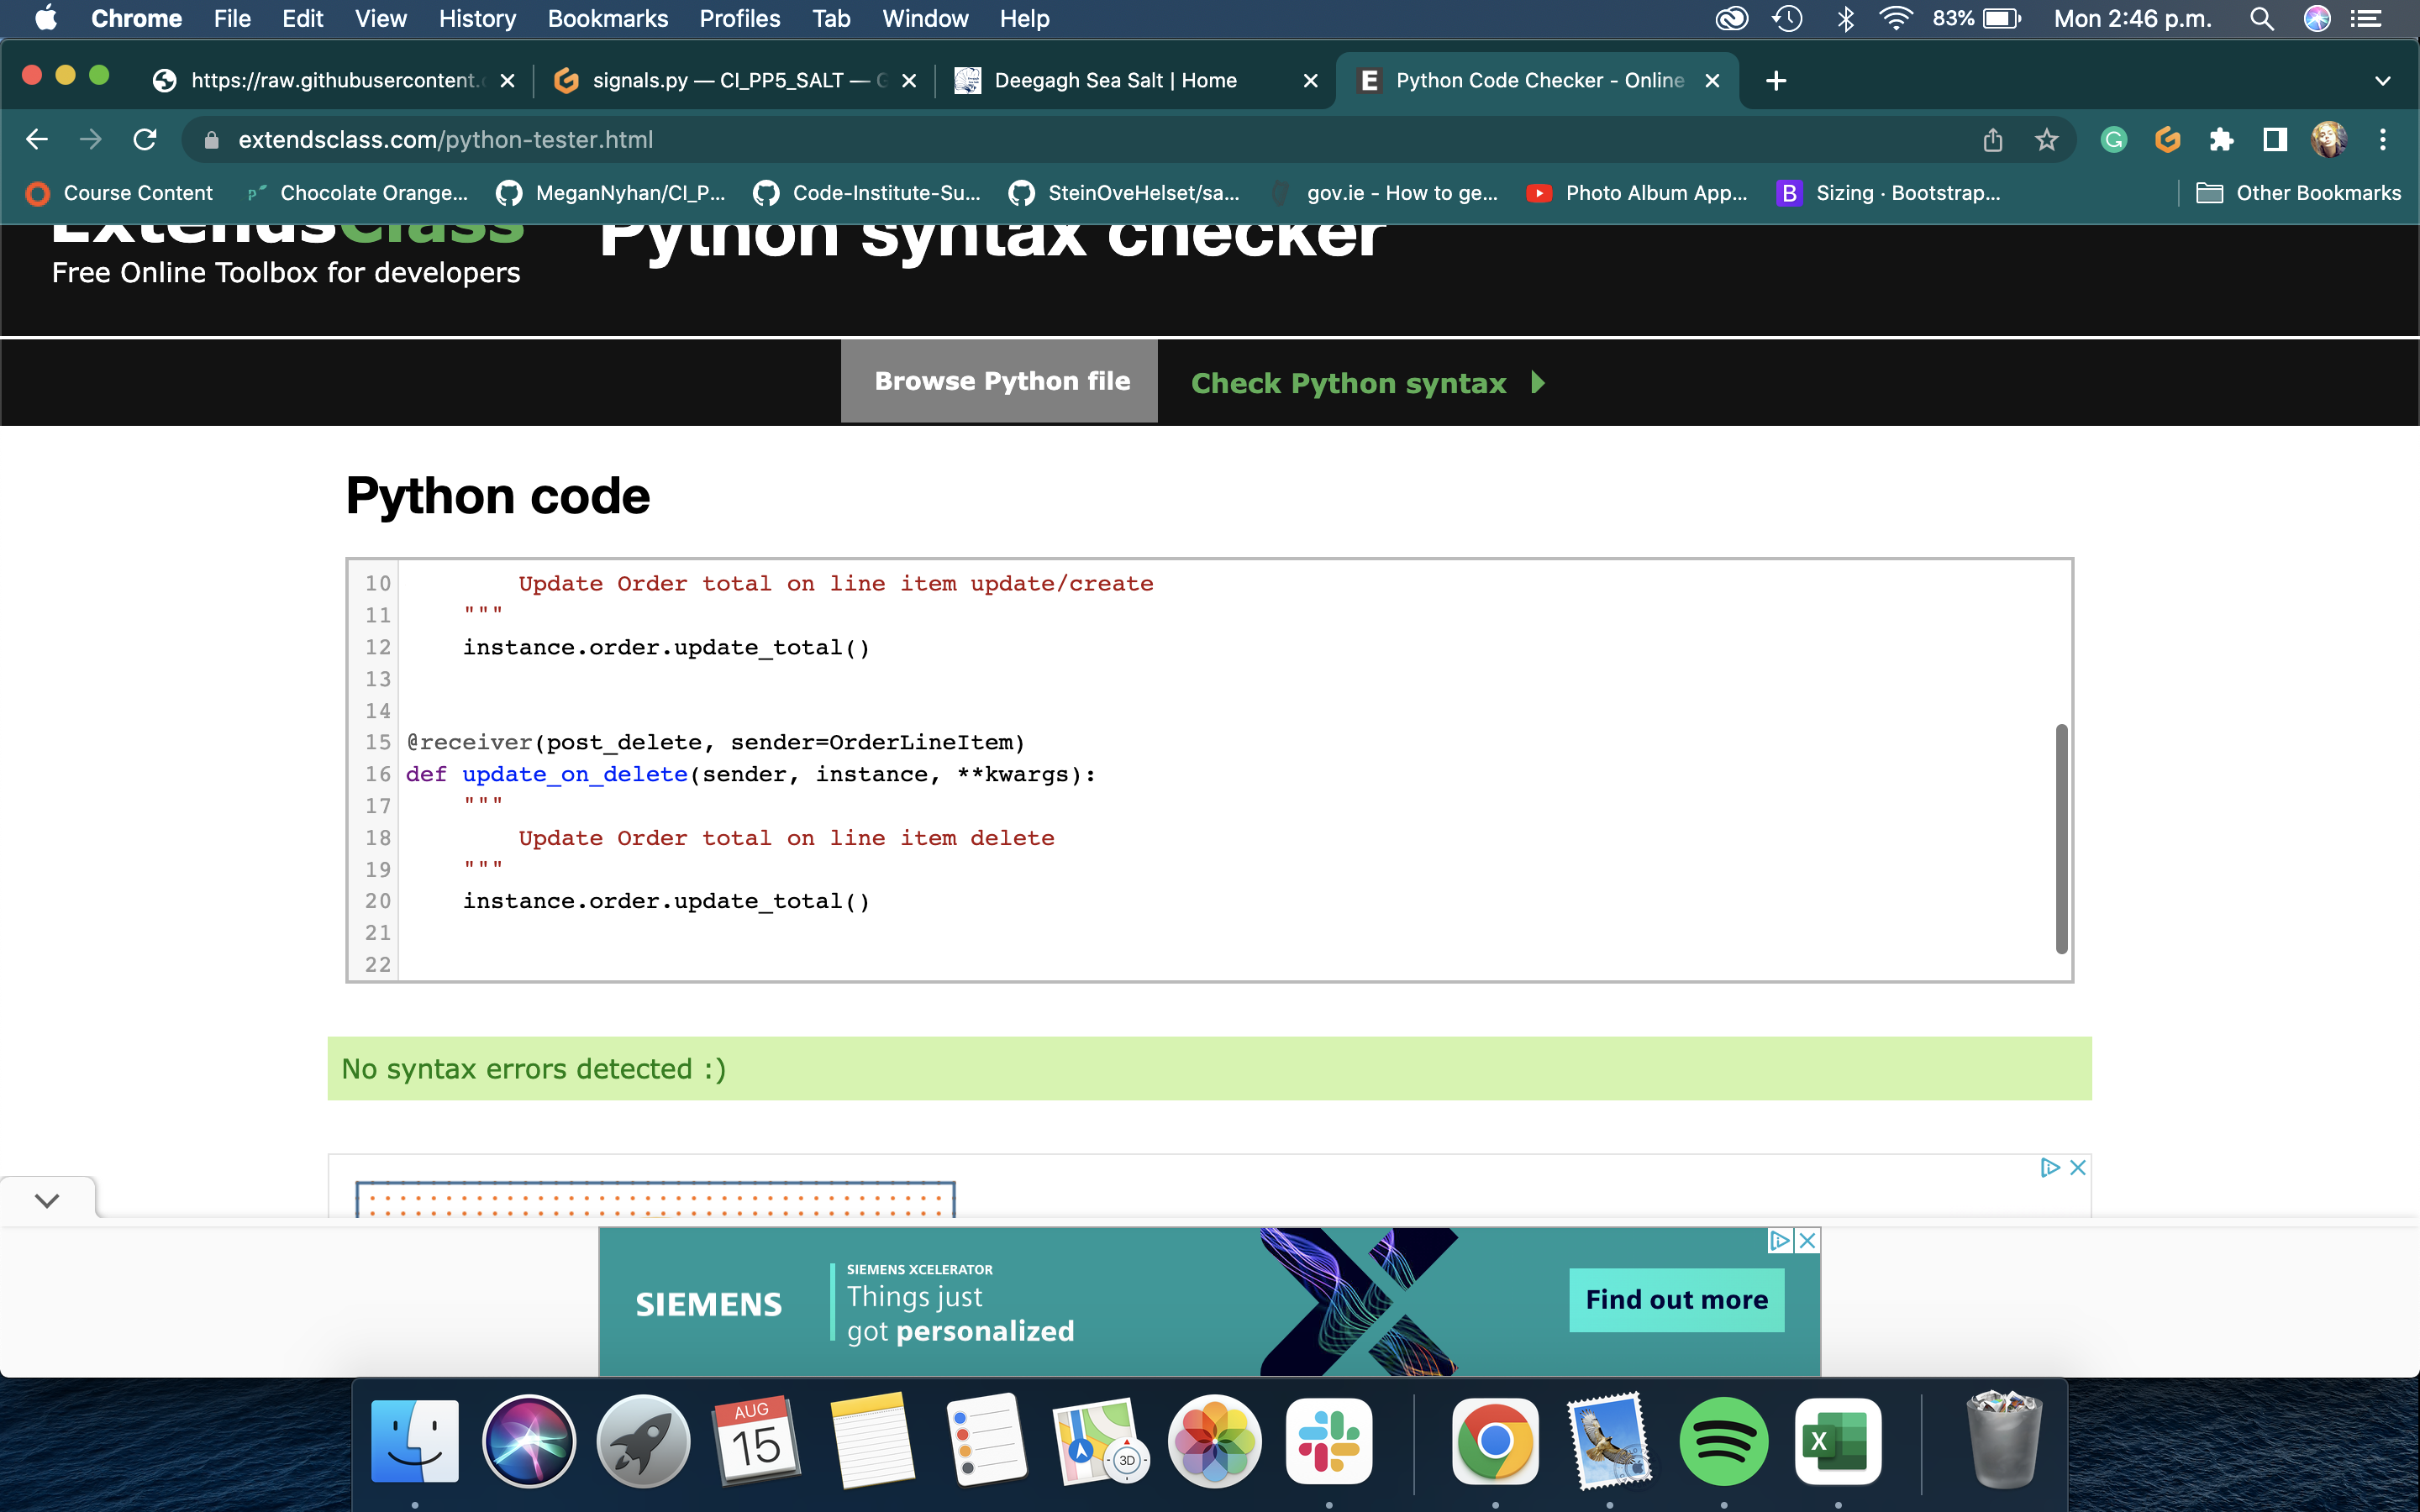 Chrome File Edit View History Bookmarks Profiles Tab Window Help 83% Mon 2:46 p.m.
https://raw.githubusercontent.c signals.py — CI_PP5_SALT — G Deegagh Sea Salt | Home Python Code Checker - Online
extendsclass.com/python-tester.html
Course Content Chocolate Orange... MeganNyhan/CI_P... Code-Institute-Su... SteinOveHelset/sa... gov.ie - How to ge... Photo Album App... Sizing · Bootstrap... Other Bookmarks
ExtendsClass Python syntax checker
Free Online Toolbox for developers
Browse Python file Check Python syntax
Python code
10 Update Order total on line item update/create
11 """
12 instance.order.update_total()
13
14
15 @receiver(post_delete, sender=OrderLineItem)
16 def update_on_delete(sender, instance, **kwargs):
17 """
18 Update Order total on line item delete
19 """
20 instance.order.update_total()
21
22
No syntax errors detected :)
SIEMENS
SIEMENS XCELERATOR
Things just
got personalized
Find out more
AUG
15
3D
X